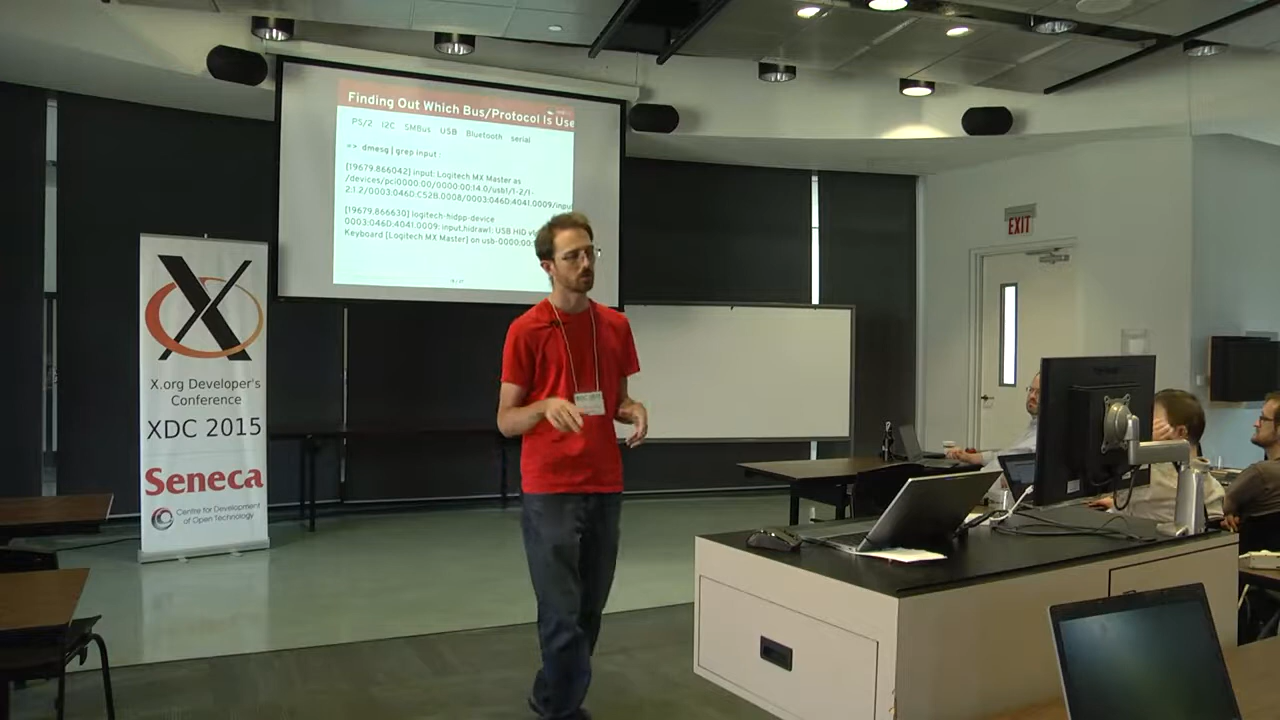 Finding Out Which Bus/Protocol Is Use
PS/2 I2C SMBus USB Bluetooth serial
=> dmesg | grep input :
[19679.866042] input: Logitech MX Master as
/devices/pci0000:00/0000:00:14.0/usb1/1-2/1-
2:1.2/0003:046D:C52B.0008/0003:046D:4041.0009/input
[19679.866630] logitech-hidpp-device
0003:046D:4041.0009: input,hidraw1: USB HID
Keyboard [Logitech MX Master] on usb-0000:00:
EXIT
X.org Developer's
Conference
XDC 2015
Seneca
Centre for Development
of Open Technology